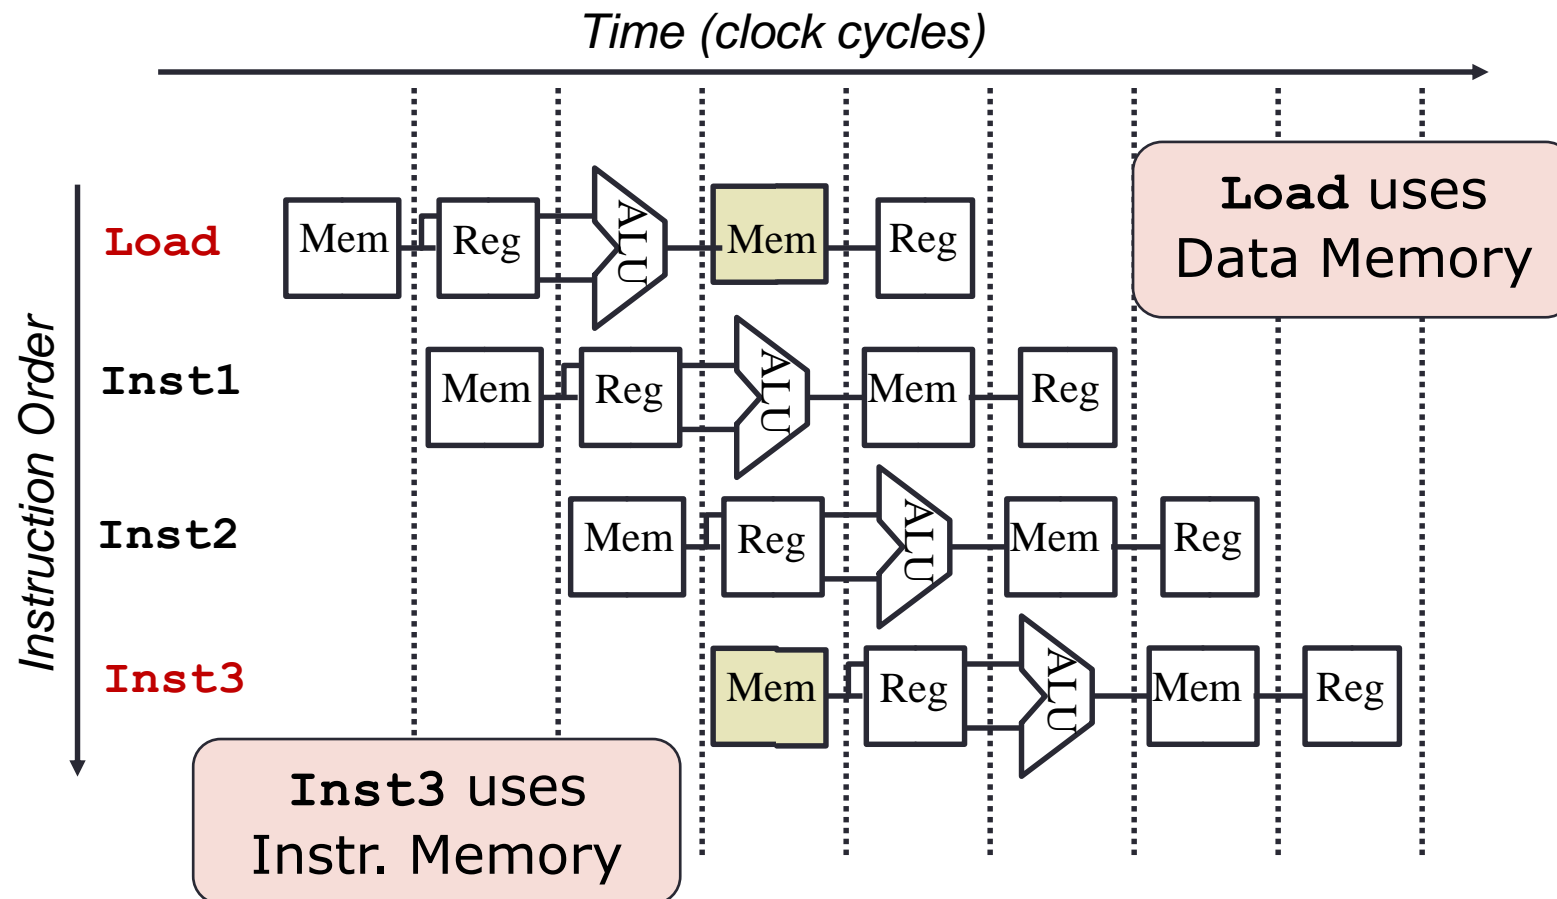 Time (clock cycles)
Instruction Order
Load Mem Reg ALU Mem Reg
Load uses
Data Memory
Inst1 Mem Reg ALU Mem Reg
Inst2 Mem Reg ALU Mem Reg
Inst3 Mem Reg ALU Mem Reg
Inst3 uses
Instr. Memory